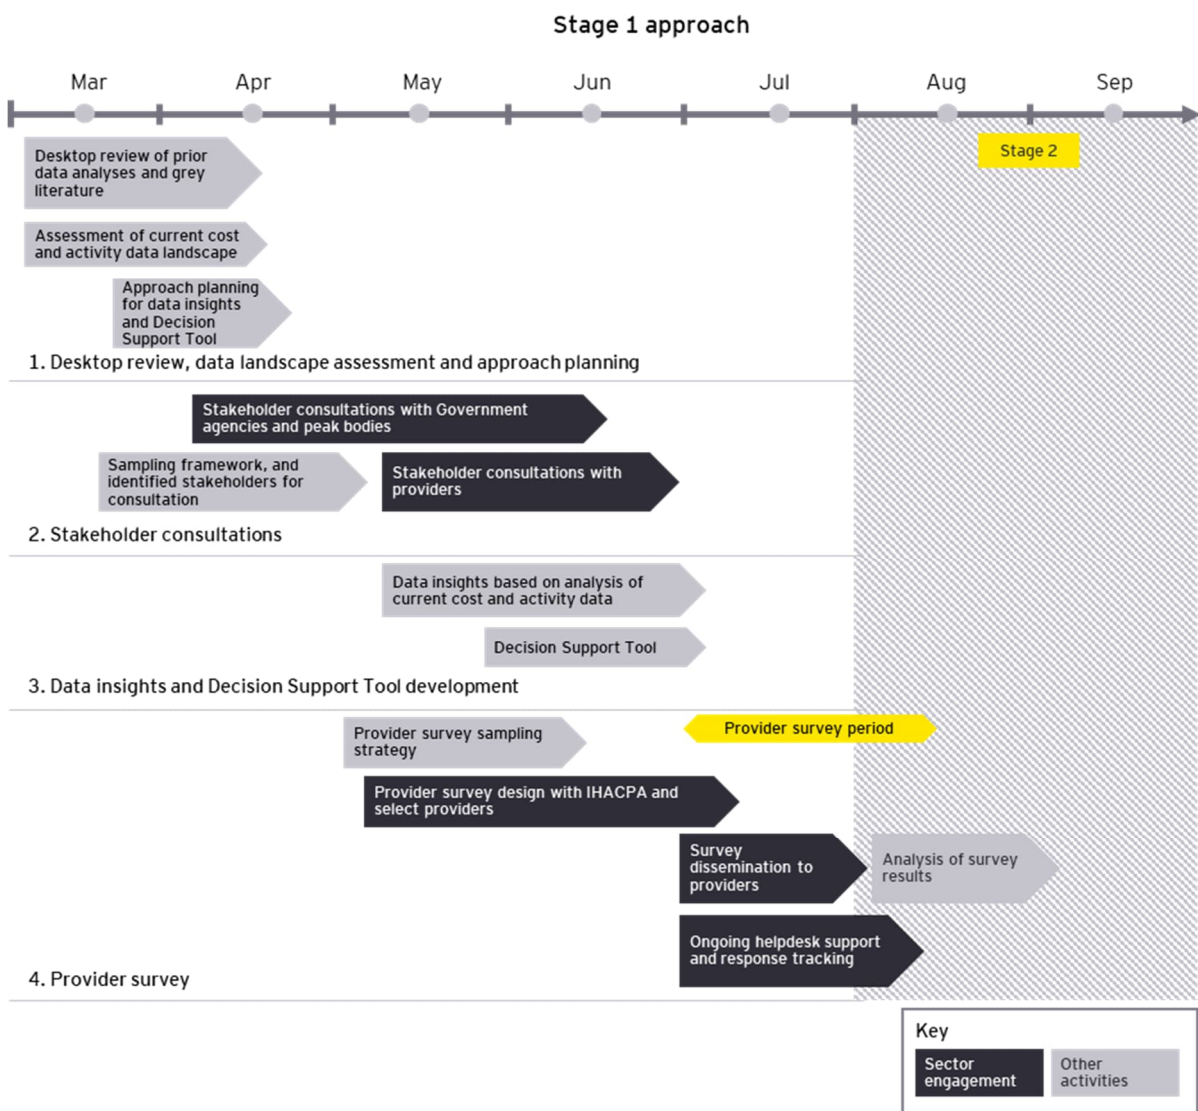 Stage 1 approach
Mar Apr May Jun Jul Aug Sep
Stage 2
Desktop review of prior
data analyses and grey
literature
Assessment of current cost
and activity data landscape
Approach planning
for data insights
and Decision
Support Tool
1. Desktop review, data landscape assessment and approach planning
Stakeholder consultations with Government
agencies and peak bodies
Sampling framework, and
identified stakeholders for
consultation
Stakeholder consultations with
providers
2. Stakeholder consultations
Data insights based on analysis of
current cost and activity data
Decision Support Tool
3. Data insights and Decision Support Tool development
Provider survey sampling
strategy
Provider survey period
Provider survey design with IHACPA and
select providers
Survey
dissemination to
providers
Analysis of survey
results
Ongoing helpdesk support
and response tracking
4. Provider survey
Key
Sector
engagement
Other
activities